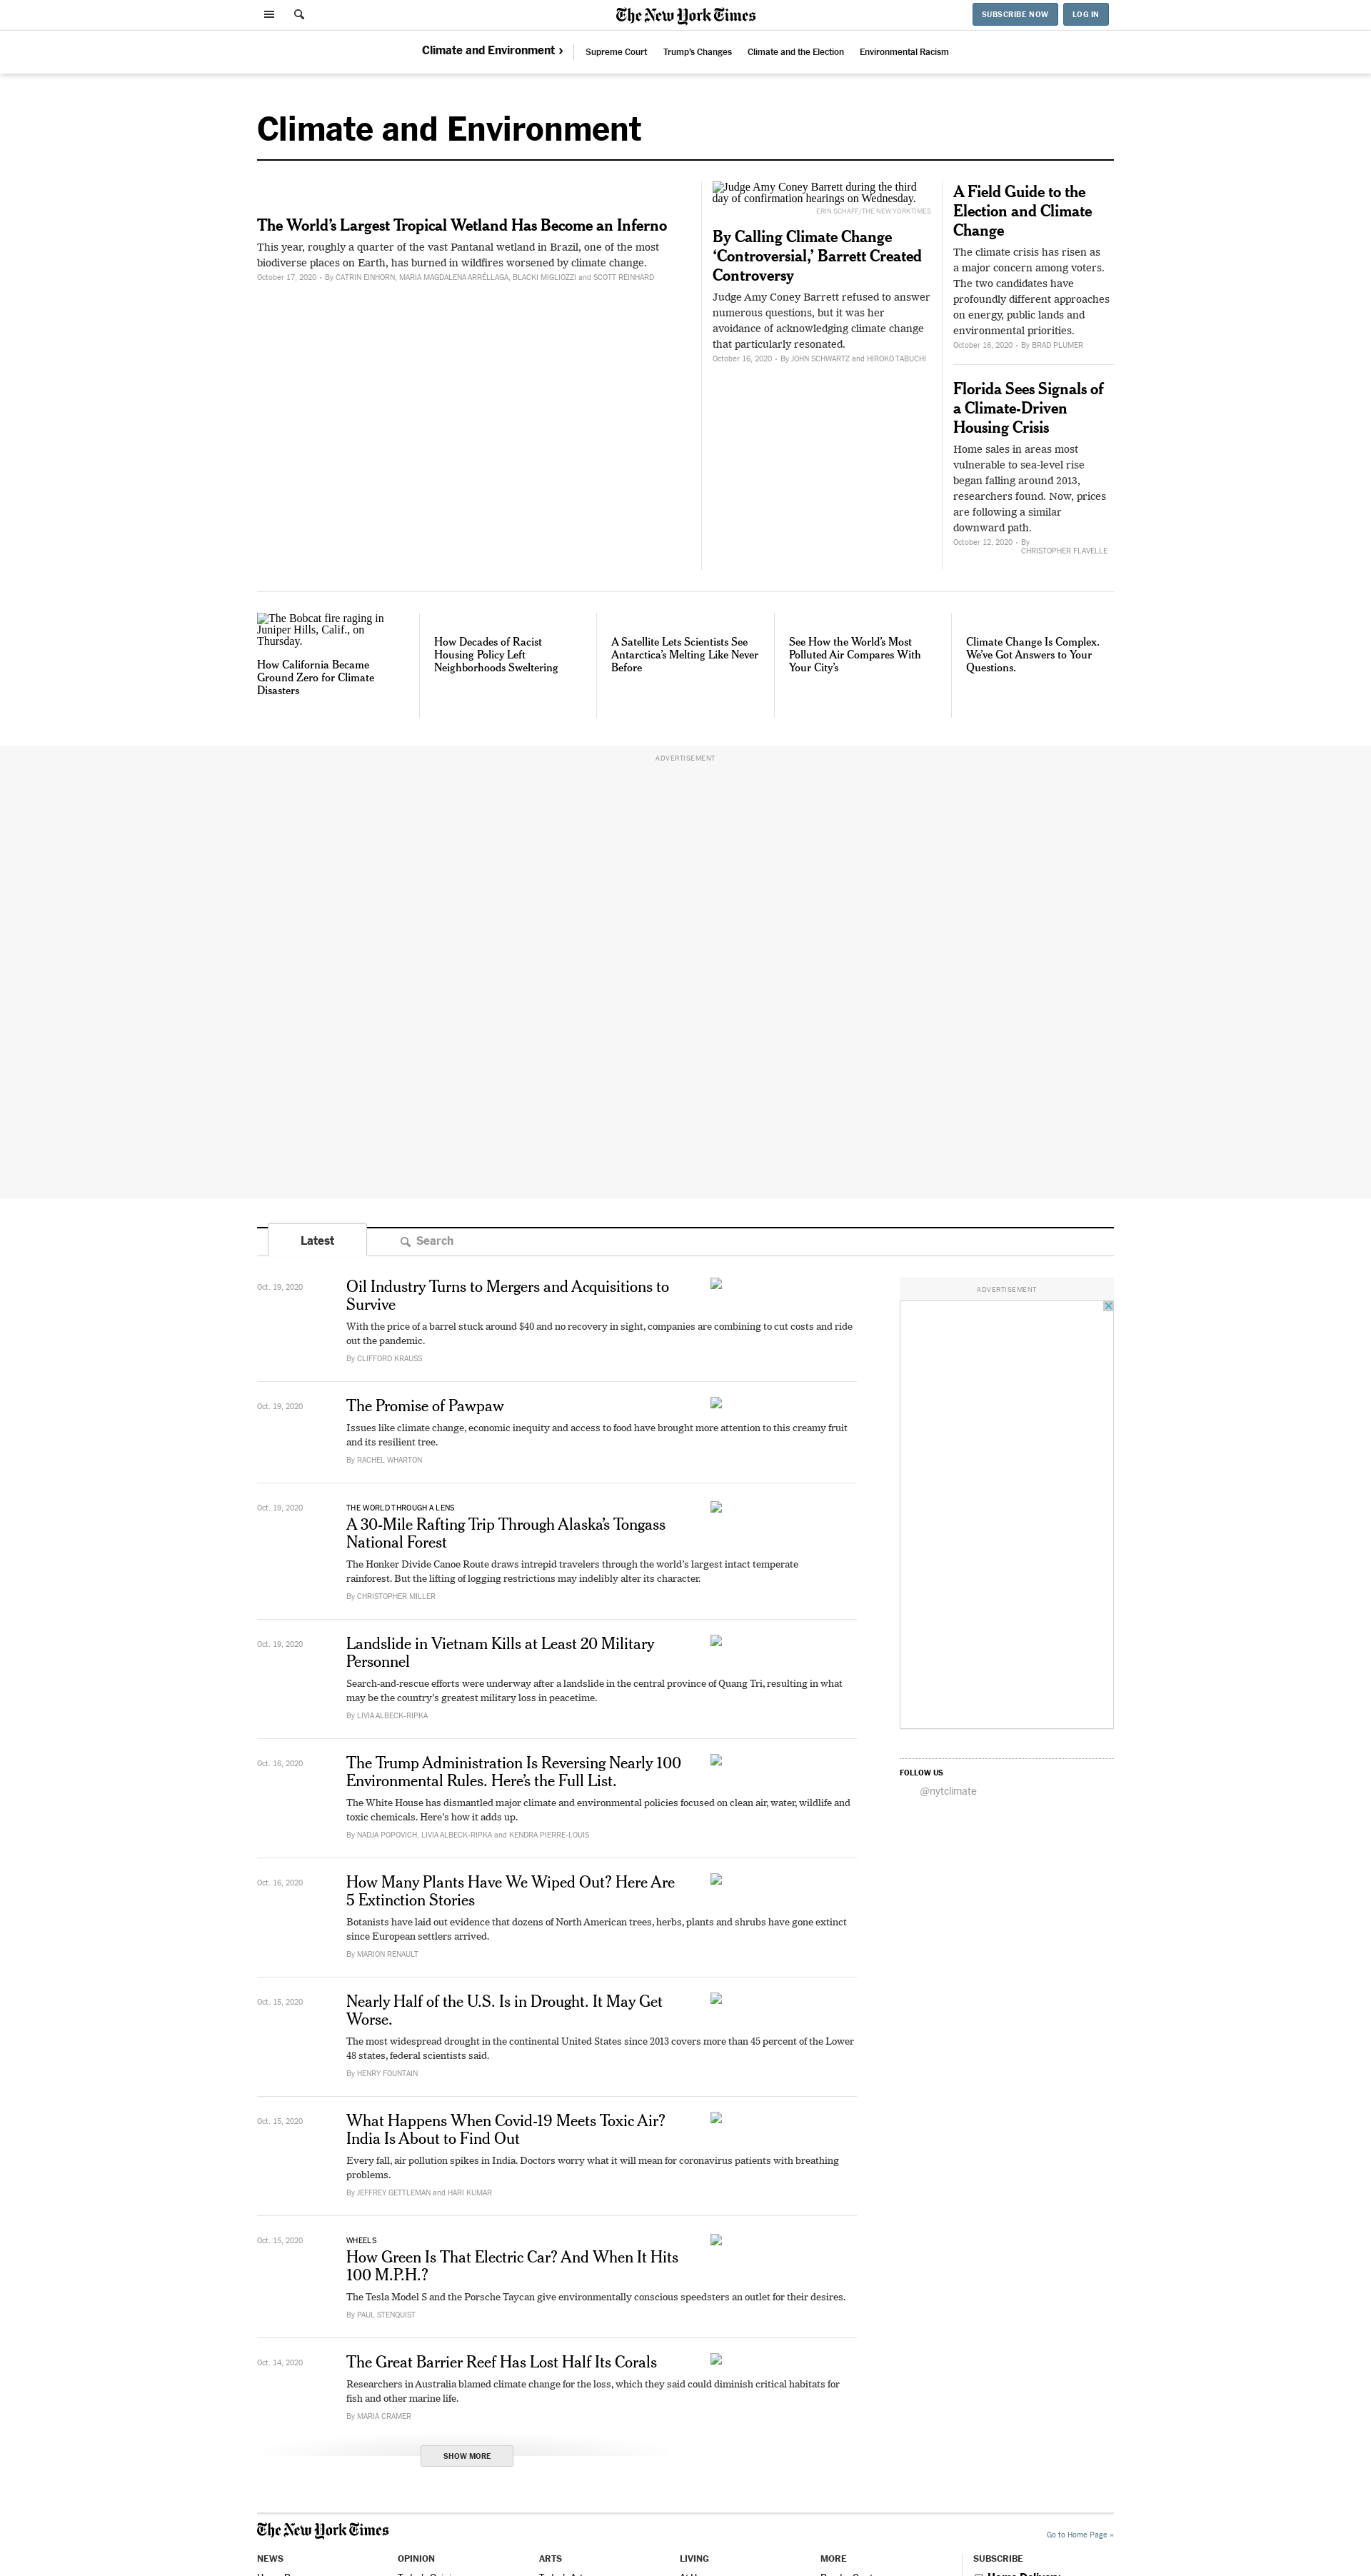 The New York Times
SUBSCRIBE NOW
LOG IN
Climate and Environment ›
Supreme Court
Trump's Changes
Climate and the Election
Environmental Racism
Climate and Environment
The World's Largest Tropical Wetland Has Become an Inferno
This year, roughly a quarter of the vast Pantanal wetland in Brazil, one of the most
biodiverse places on Earth, has burned in wildfires worsened by climate change.
October 17, 2020 • By CATRIN EINHORN, MARIA MAGDALENA ARRÉLLAGA, BLACKI MIGLIOZZI and SCOTT REINHARD
Judge Amy Coney Barrett during the third
day of confirmation hearings on Wednesday.
ERIN SCHAFF/THE NEW YORK TIMES
By Calling Climate Change
‘Controversial,’ Barrett Created
Controversy
Judge Amy Coney Barrett refused to answer
numerous questions, but it was her
avoidance of acknowledging climate change
that particularly resonated.
October 16, 2020 • By JOHN SCHWARTZ and HIROKO TABUCHI
A Field Guide to the
Election and Climate
Change
The climate crisis has risen as
a major concern among voters.
The two candidates have
profoundly different approaches
on energy, public lands and
environmental priorities.
October 16, 2020 • By BRAD PLUMER
Florida Sees Signals of
a Climate-Driven
Housing Crisis
Home sales in areas most
vulnerable to sea-level rise
began falling around 2013,
researchers found. Now, prices
are following a similar
downward path.
October 12, 2020 • By
CHRISTOPHER FLAVELLE
The Bobcat fire raging in
Juniper Hills, Calif., on
Thursday.
How California Became
Ground Zero for Climate
Disasters
How Decades of Racist
Housing Policy Left
Neighborhoods Sweltering
A Satellite Lets Scientists See
Antarctica's Melting Like Never
Before
See How the World's Most
Polluted Air Compares With
Your City's
Climate Change Is Complex.
We've Got Answers to Your
Questions.
ADVERTISEMENT
Latest
Search
Oct. 19, 2020
Oil Industry Turns to Mergers and Acquisitions to
Survive
With the price of a barrel stuck around $40 and no recovery in sight, companies are combining to cut costs and ride
out the pandemic.
By CLIFFORD KRAUSS
Oct. 19, 2020
The Promise of Pawpaw
Issues like climate change, economic inequity and access to food have brought more attention to this creamy fruit
and its resilient tree.
By RACHEL WHARTON
Oct. 19, 2020
THE WORLD THROUGH A LENS
A 30-Mile Rafting Trip Through Alaska's Tongass
National Forest
The Honker Divide Canoe Route draws intrepid travelers through the world's largest intact temperate
rainforest. But the lifting of logging restrictions may indelibly alter its character.
By CHRISTOPHER MILLER
Oct. 19, 2020
Landslide in Vietnam Kills at Least 20 Military
Personnel
Search-and-rescue efforts were underway after a landslide in the central province of Quang Tri, resulting in what
may be the country's greatest military loss in peacetime.
By LIVIA ALBECK-RIPKA
Oct. 16, 2020
The Trump Administration Is Reversing Nearly 100
Environmental Rules. Here's the Full List.
The White House has dismantled major climate and environmental policies focused on clean air, water, wildlife and
toxic chemicals. Here's how it adds up.
By NADJA POPOVICH, LIVIA ALBECK-RIPKA and KENDRA PIERRE-LOUIS
Oct. 16, 2020
How Many Plants Have We Wiped Out? Here Are
5 Extinction Stories
Botanists have laid out evidence that dozens of North American trees, herbs, plants and shrubs have gone extinct
since European settlers arrived.
By MARION RENAULT
Oct. 15, 2020
Nearly Half of the U.S. Is in Drought. It May Get
Worse.
The most widespread drought in the continental United States since 2013 covers more than 45 percent of the Lower
48 states, federal scientists said.
By HENRY FOUNTAIN
Oct. 15, 2020
What Happens When Covid-19 Meets Toxic Air?
India Is About to Find Out
Every fall, air pollution spikes in India. Doctors worry what it will mean for coronavirus patients with breathing
problems.
By JEFFREY GETTLEMAN and HARI KUMAR
Oct. 15, 2020
WHEELS
How Green Is That Electric Car? And When It Hits
100 M.P.H.?
The Tesla Model S and the Porsche Taycan give environmentally conscious speedsters an outlet for their desires.
By PAUL STENQUIST
Oct. 14, 2020
The Great Barrier Reef Has Lost Half Its Corals
Researchers in Australia blamed climate change for the loss, which they said could diminish critical habitats for
fish and other marine life.
By MARIA CRAMER
SHOW MORE
ADVERTISEMENT
FOLLOW US
@nytclimate
The New York Times
Go to Home Page »
NEWS
OPINION
ARTS
LIVING
MORE
SUBSCRIBE